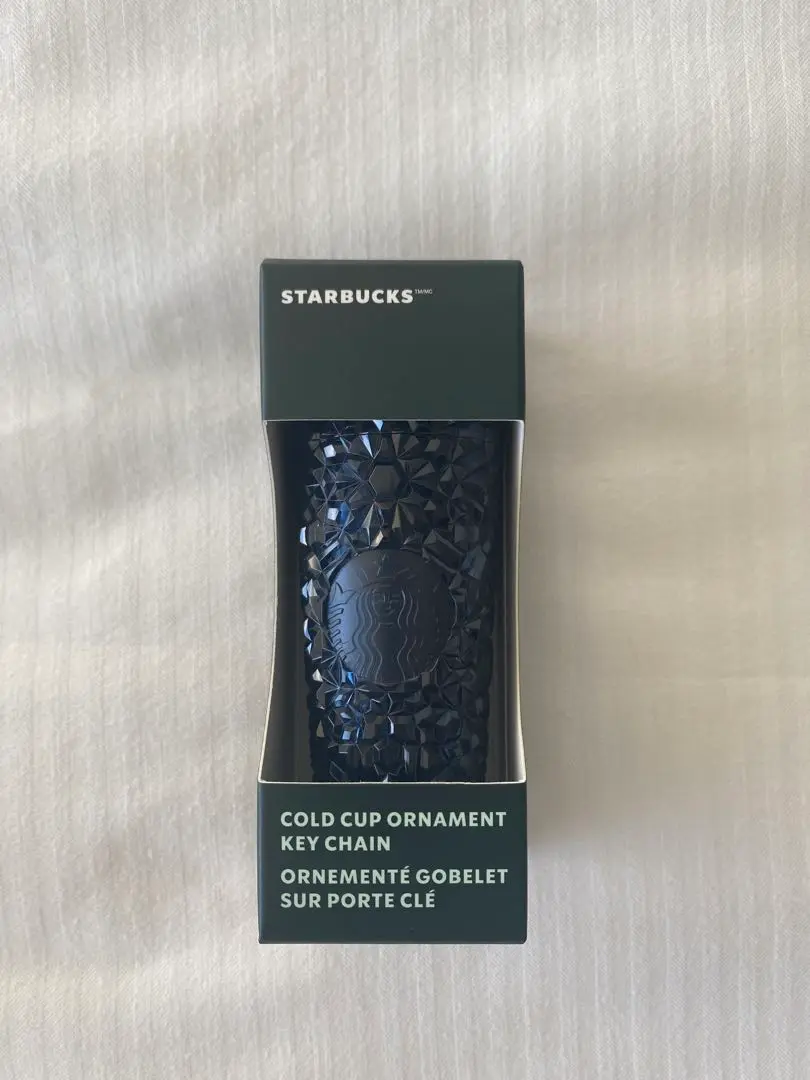 STARBUCKS™/MC
COLD CUP ORNAMENT
KEY CHAIN
ORNEMENTÉ GOBELET
SUR PORTE CLÉ